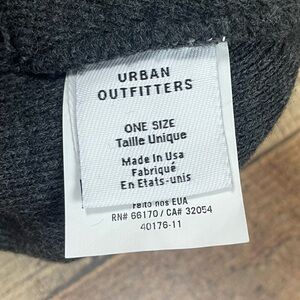 URBAN
OUTFITTERS
ONE SIZE
Taille Unique
Made In Usa
Fabriqué
En Etats-unis
Feito nos EUA
RN# 66170 / CA# 32054
40176-11